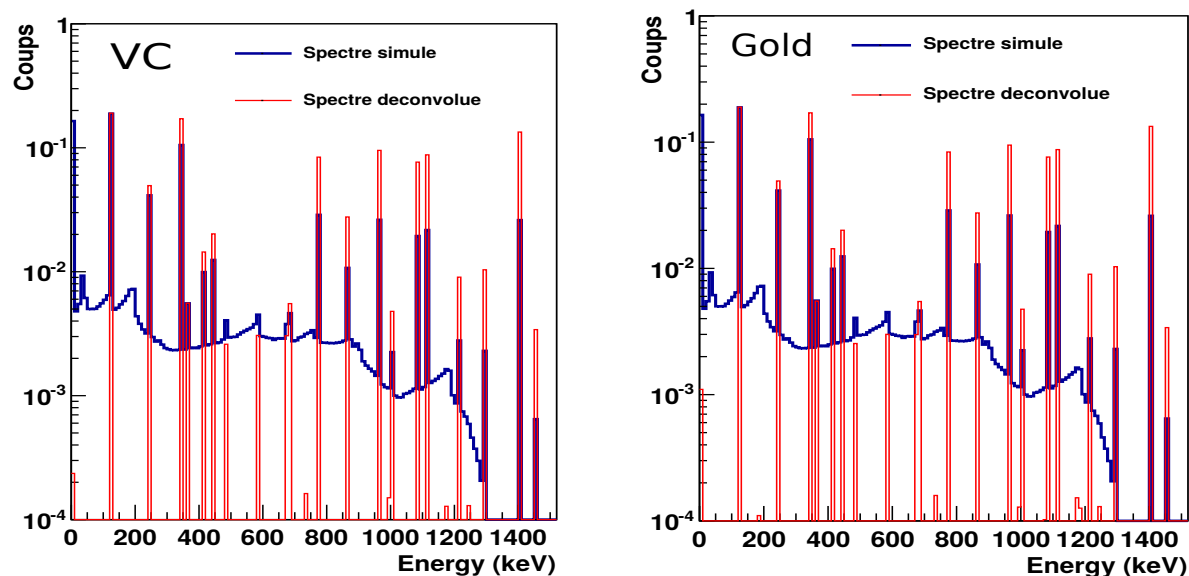 VC
Coups
Spectre simule
Spectre deconvolue
1
10⁻¹
10⁻²
10⁻³
10⁻⁴
0 200 400 600 800 1000 1200 1400
Energy (keV)
Gold
Coups
Spectre simule
Spectre deconvolue
1
10⁻¹
10⁻²
10⁻³
10⁻⁴
0 200 400 600 800 1000 1200 1400
Energy (keV)